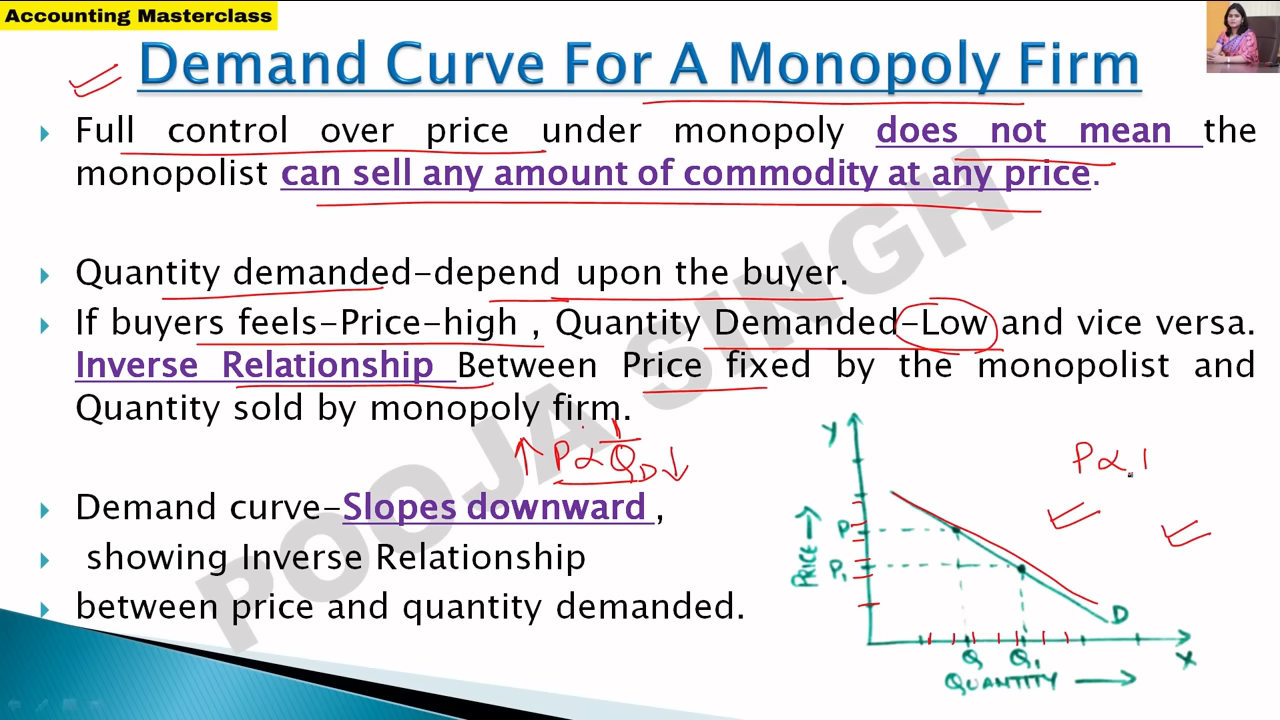 Accounting Masterclass
Demand Curve For A Monopoly Firm
Full control over price under monopoly does not mean the
monopolist can sell any amount of commodity at any price.
Quantity demanded-depend upon the buyer.
If buyers feels-Price-high , Quantity Demanded-Low and vice versa.
Inverse Relationship Between Price fixed by the monopolist and
Quantity sold by monopoly firm.
↑ P ∝ 1/QD ↓
Demand curve-Slopes downward ,
showing Inverse Relationship
between price and quantity demanded.
POOJA SINGH
Y
P ∝ 1
PRICE →
P
P1
D
Q Q1
X
QUANTITY →